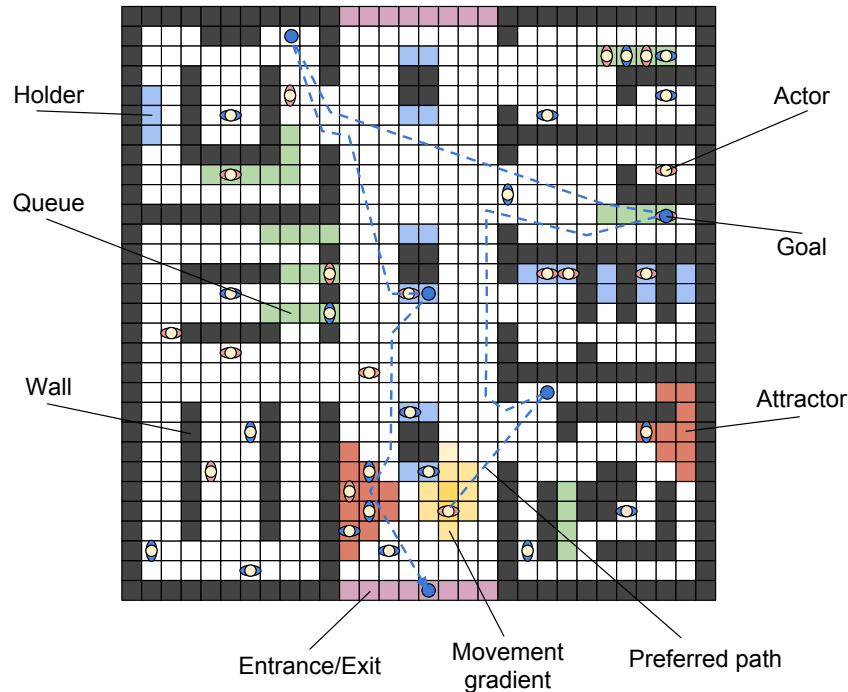 Holder
Actor
Queue
Goal
Wall
Attractor
Entrance/Exit
Movement
gradient
Preferred path